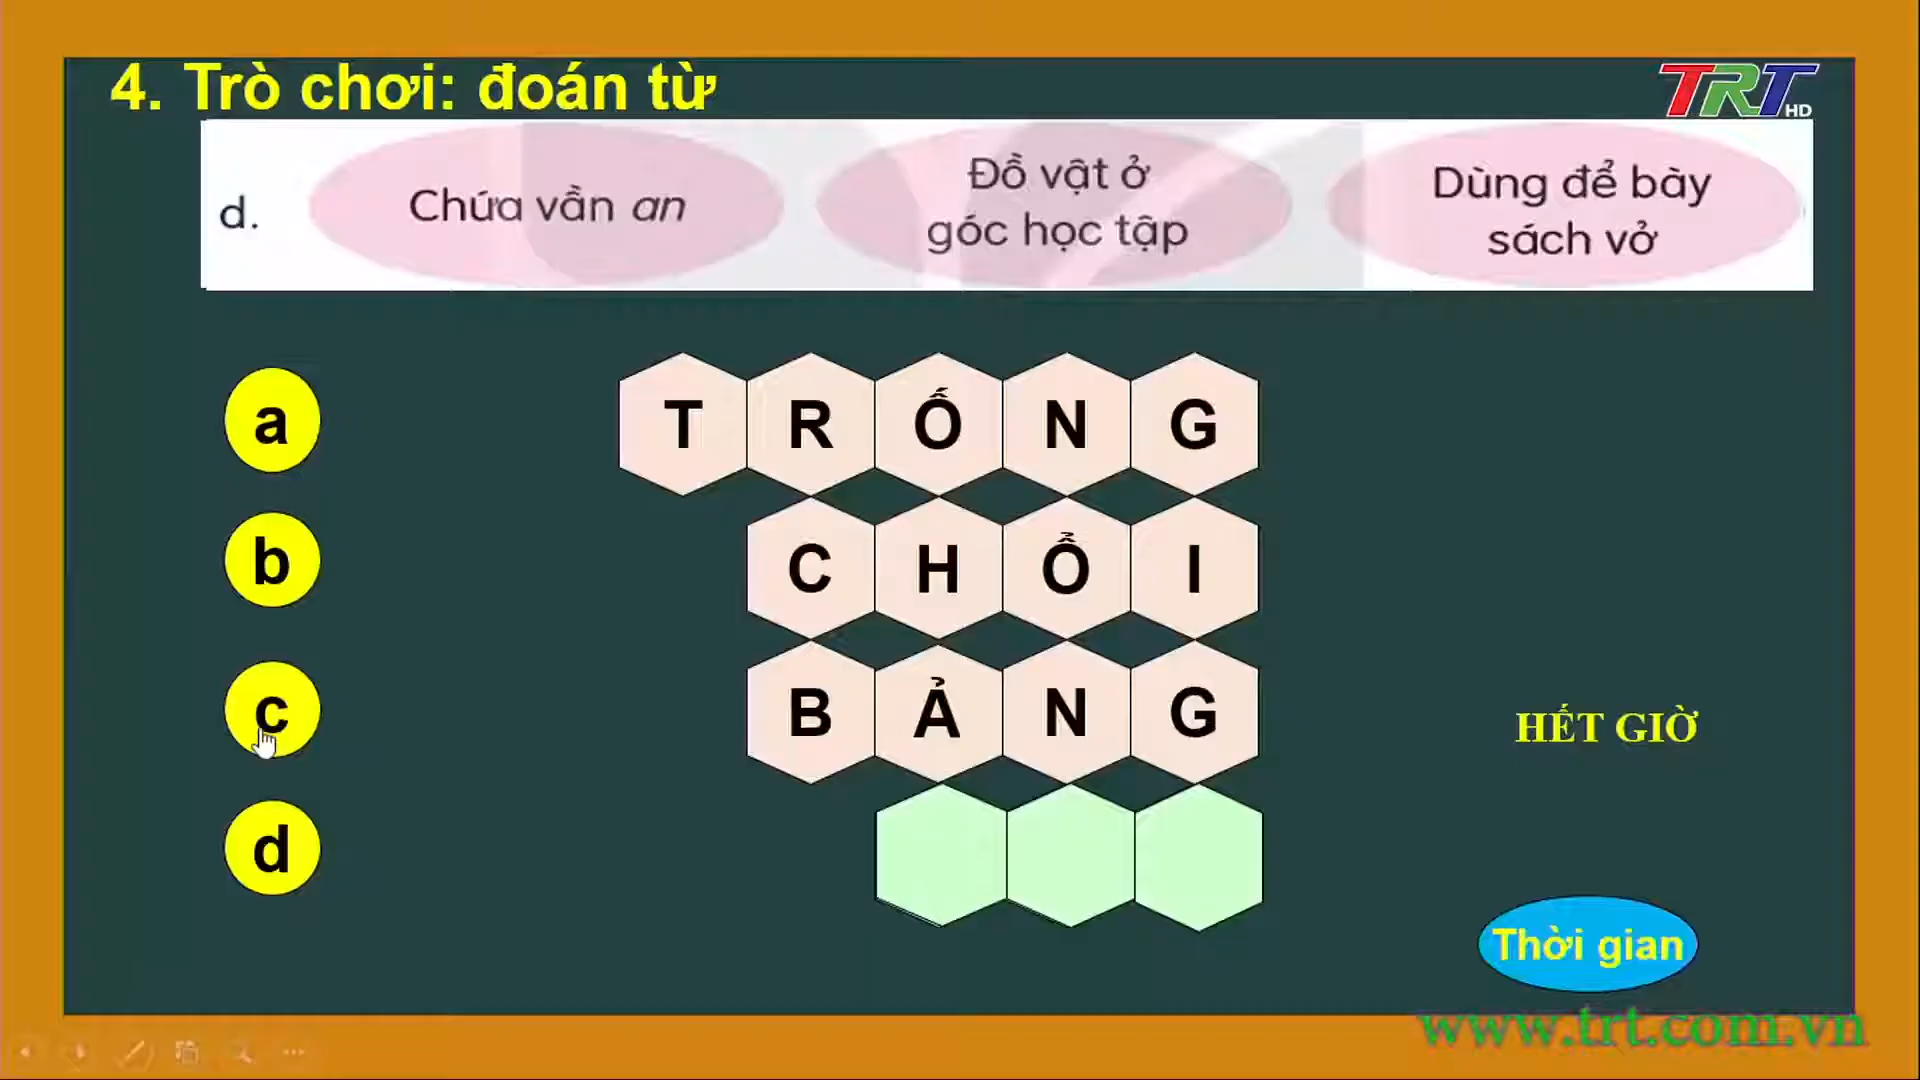 4. Trò chơi: đoán từ
TRT HD
d.
Chứa vần an
Đồ vật ở
góc học tập
Dùng để bày
sách vở
a
T R Ố N G
b
C H Ổ I
c
B Ả N G
HẾT GIỜ
d
Thời gian
www.trt.com.vn